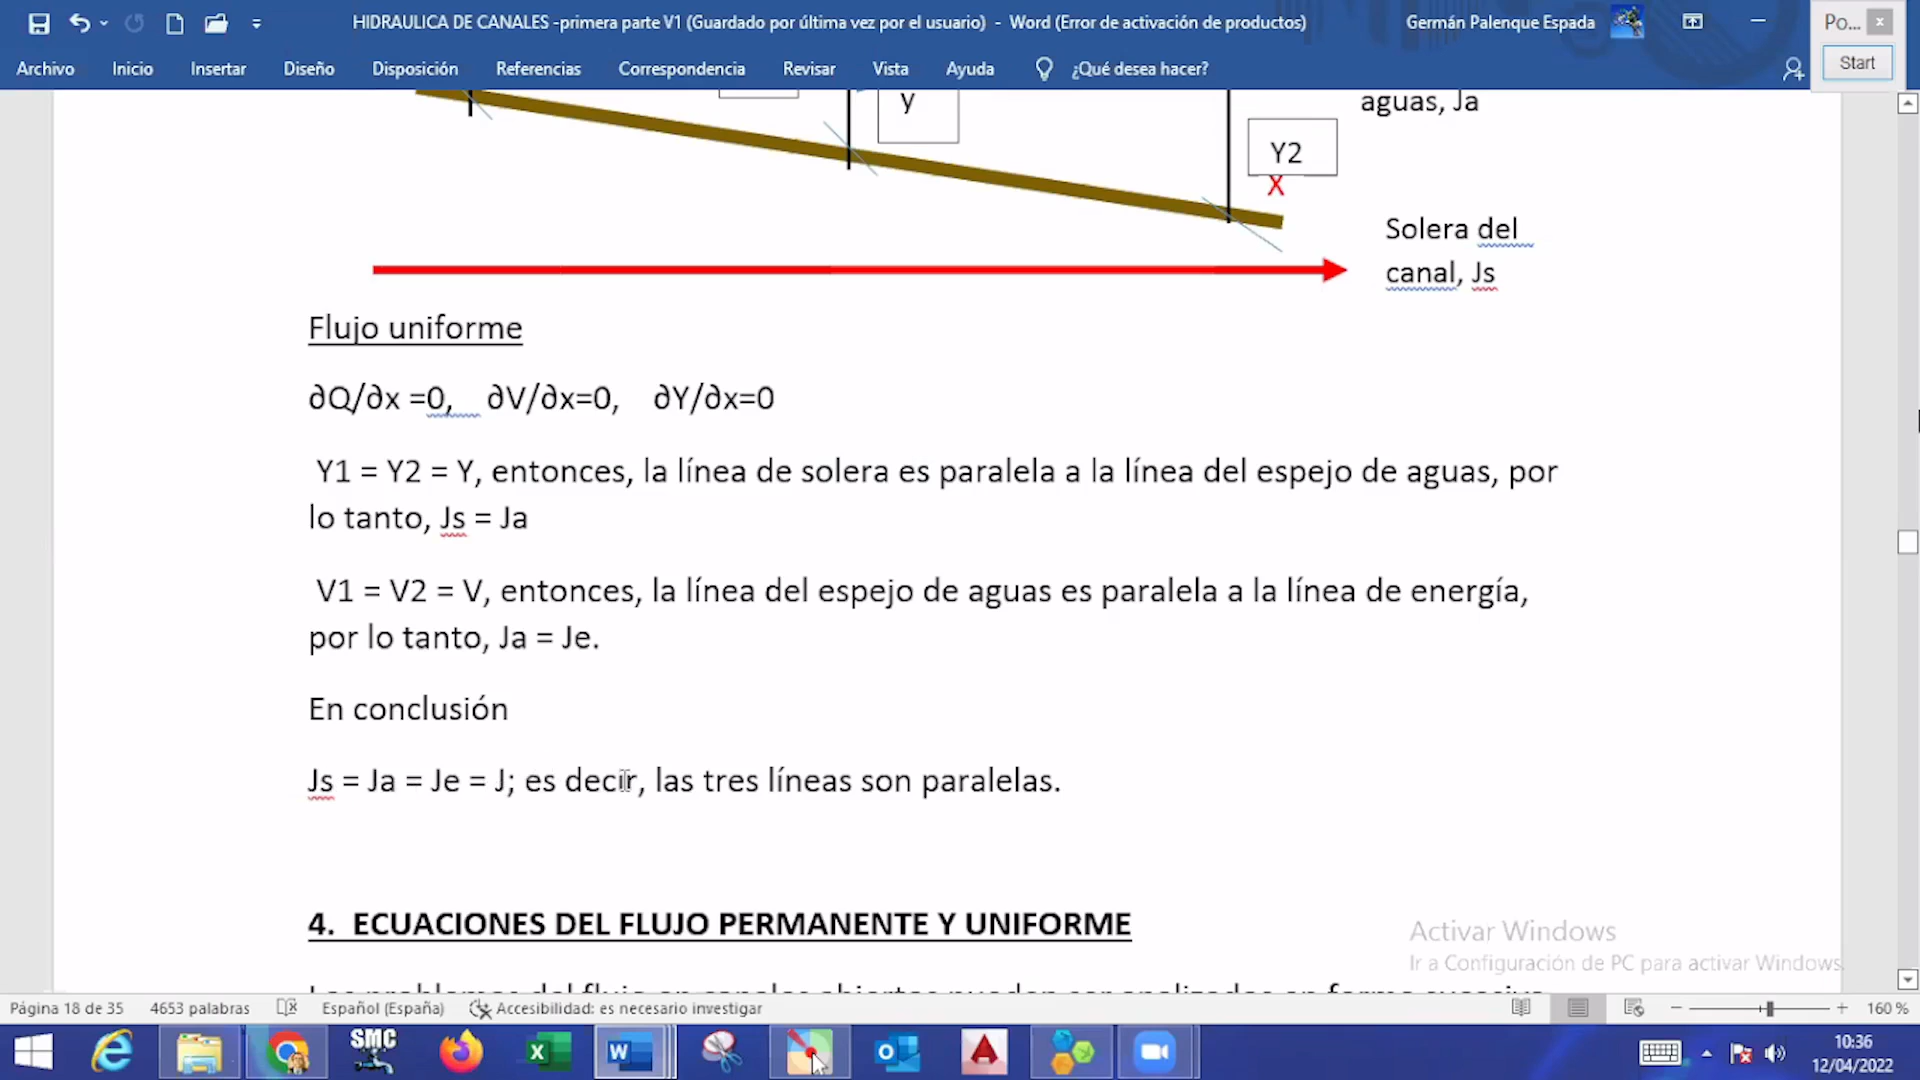 HIDRAULICA DE CANALES -primera parte V1 (Guardado por última vez por el usuario) - Word (Error de activación de productos)
Germán Palenque Espada
Po...
Start
Archivo Inicio Insertar Diseño Disposición Referencias Correspondencia Revisar Vista Ayuda ¿Qué desea hacer?
y
aguas, Ja
Y2
X
Solera del
canal, Js
Flujo uniforme
∂Q/∂x =0, ∂V/∂x=0, ∂Y/∂x=0
Y1 = Y2 = Y, entonces, la línea de solera es paralela a la línea del espejo de aguas, por
lo tanto, Js = Ja
V1 = V2 = V, entonces, la línea del espejo de aguas es paralela a la línea de energía,
por lo tanto, Ja = Je.
En conclusión
Js = Ja = Je = J; es decir, las tres líneas son paralelas.
4. ECUACIONES DEL FLUJO PERMANENTE Y UNIFORME
Activar Windows
Ir a Configuración de PC para activar Windows.
Página 18 de 35 4653 palabras Español (España) Accesibilidad: es necesario investigar 160 %
SMC
10:36
12/04/2022